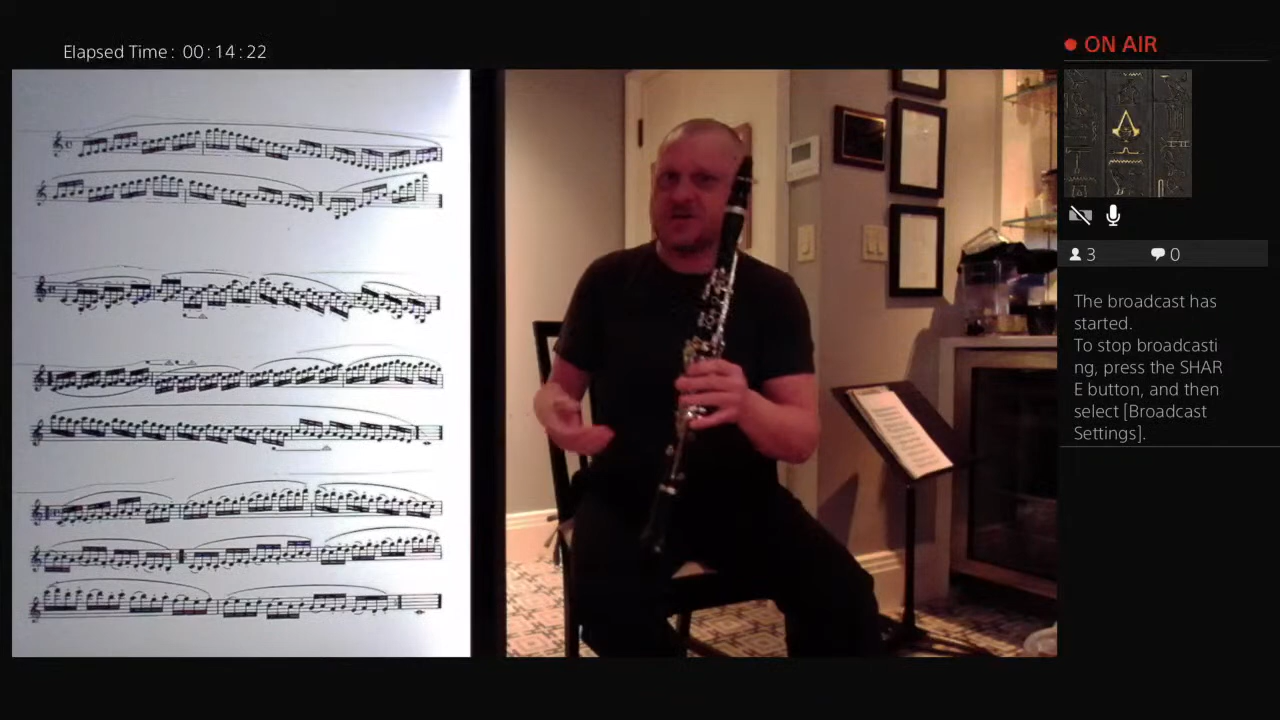 Elapsed Time: 00:14:22
ON AIR
3
0
The broadcast has
started.
To stop broadcasti
ng, press the SHAR
E button, and then
select [Broadcast
Settings].